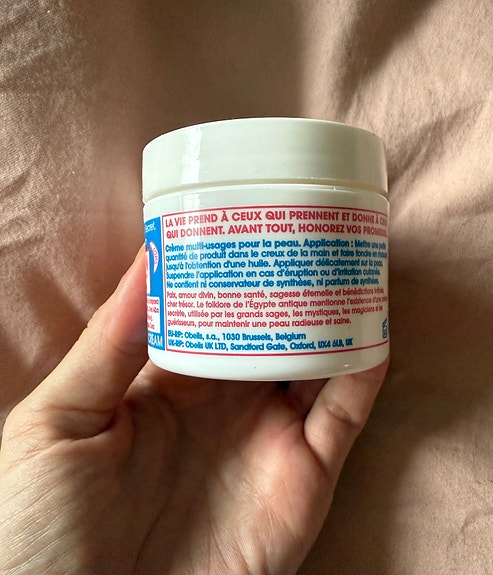 LA VIE PREND À CEUX QUI PRENNENT ET DONNE À
QUI DONNENT. AVANT TOUT, HONOREZ VOS
Crème multi-usages pour la peau. Application : Mettre une petite
quantité de produit dans le creux de la main et faire fondre en
jusqu'à l'obtention d'une huile. Appliquer délicatement sur la peau.
Suspendre l'application en cas d'éruption ou d'irritation cutanée.
Ne contient ni conservateur de synthèse, ni parfum de synthèse.
Paix, amour divin, bonne santé, sagesse éternelle et bénédictions infinies,
cher trésor. Le folklore de l'Égypte antique mentionne l'existence d'une
secrète, utilisée par les grands sages, les mystiques, les magiciens et
guérisseurs, pour maintenir une peau radieuse et saine.
EU-RP: Obelis, s.a., 1030 Brussels, Belgium
UK-RP: Obelis UK LTD, Sandford Gate, Oxford, UX4 6LB, UK
CREAM